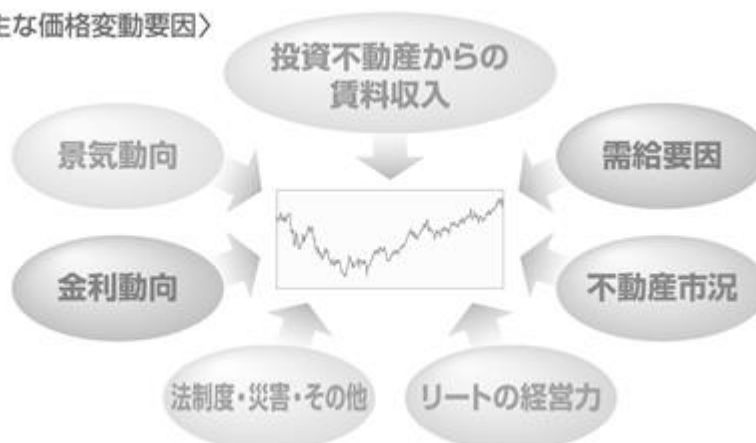 主な価格変動要因〉
投資不動産からの
賃料収入
景気動向
需給要因
金利動向
不動産市況
法制度・災害・その他
リートの経営力